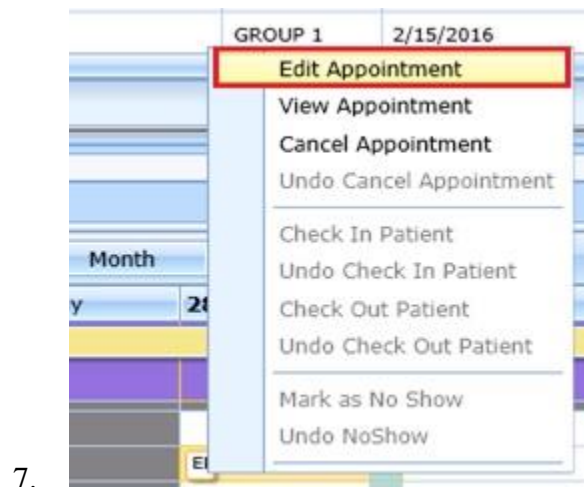 GROUP 1 2/15/2016
Edit Appointment
View Appointment
Cancel Appointment
Undo Cancel Appointment
Check In Patient
Month
Undo Check In Patient
y 28
Check Out Patient
Undo Check Out Patient
Mark as No Show
Undo NoShow
7.